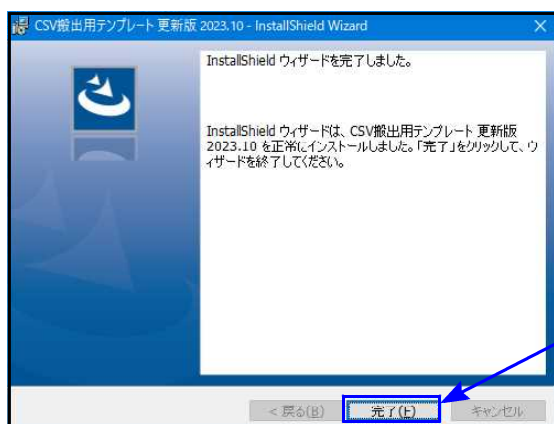 CSV搬出用テンプレート 更新版 2023.10 - InstallShield Wizard
InstallShield ウィザードを完了しました。
InstallShield ウィザードは、CSV搬出用テンプレート 更新版
2023.10 を正常にインストールしました。「完了」をクリックして、ウ
ィザードを終了してください。
< 戻る(B)
完了(F)
キャンセル